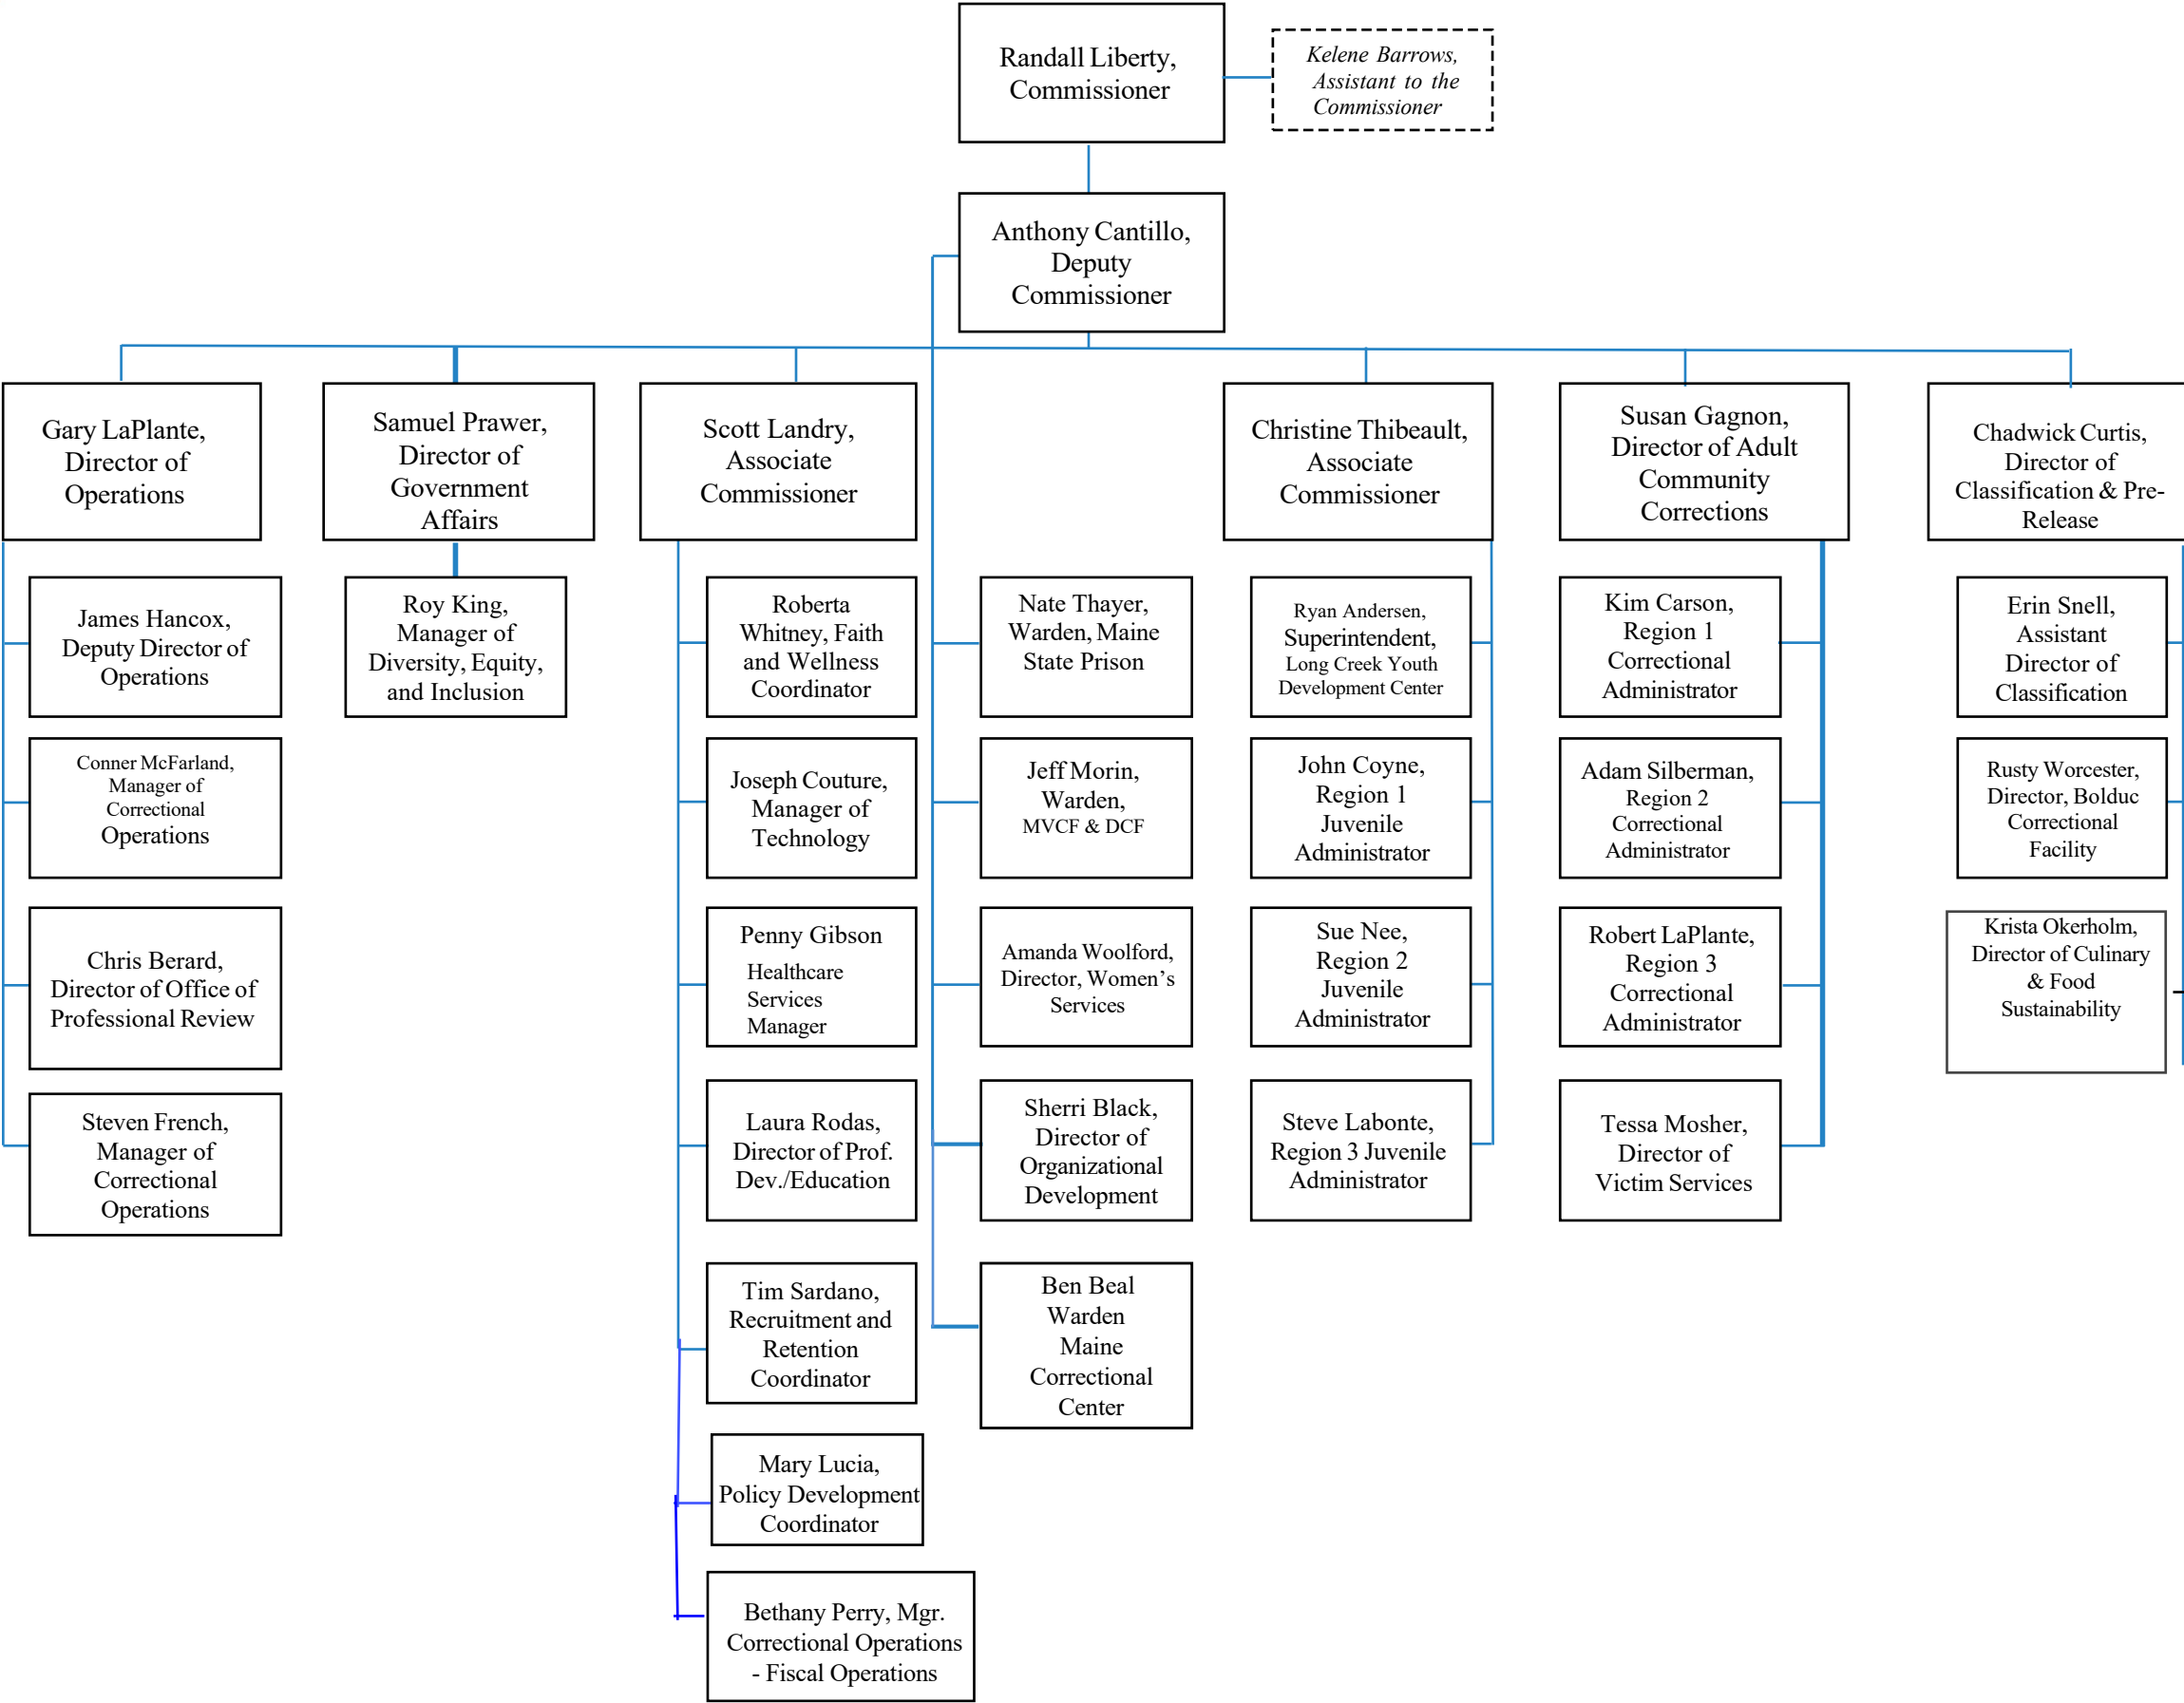 Randall Liberty,
Commissioner
Kelene Barrows,
Assistant to the
Commissioner
Anthony Cantillo,
Deputy
Commissioner
Gary LaPlante,
Director of
Operations
Samuel Prawer,
Director of
Government
Affairs
Scott Landry,
Associate
Commissioner
Christine Thibeault,
Associate
Commissioner
Susan Gagnon,
Director of Adult
Community
Corrections
Chadwick Curtis,
Director of
Classification & Pre-
Release
James Hancox,
Deputy Director of
Operations
Roy King,
Manager of
Diversity, Equity,
and Inclusion
Roberta
Whitney, Faith
and Wellness
Coordinator
Nate Thayer,
Warden, Maine
State Prison
Ryan Andersen,
Superintendent,
Long Creek Youth
Development Center
Kim Carson,
Region 1
Correctional
Administrator
Erin Snell,
Assistant
Director of
Classification
Conner McFarland,
Manager of
Correctional
Operations
Joseph Couture,
Manager of
Technology
Jeff Morin,
Warden,
MVCF & DCF
John Coyne,
Region 1
Juvenile
Administrator
Adam Silberman,
Region 2
Correctional
Administrator
Rusty Worcester,
Director, Bolduc
Correctional
Facility
Chris Berard,
Director of Office of
Professional Review
Penny Gibson
Healthcare
Services
Manager
Amanda Woolford,
Director, Women’s
Services
Sue Nee,
Region 2
Juvenile
Administrator
Robert LaPlante,
Region 3
Correctional
Administrator
Krista Okerholm,
Director of Culinary
& Food
Sustainability
Steven French,
Manager of
Correctional
Operations
Laura Rodas,
Director of Prof.
Dev./Education
Sherri Black,
Director of
Organizational
Development
Steve Labonte,
Region 3 Juvenile
Administrator
Tessa Mosher,
Director of
Victim Services
Tim Sardano,
Recruitment and
Retention
Coordinator
Ben Beal
Warden
Maine
Correctional
Center
Mary Lucia,
Policy Development
Coordinator
Bethany Perry, Mgr.
Correctional Operations
- Fiscal Operations